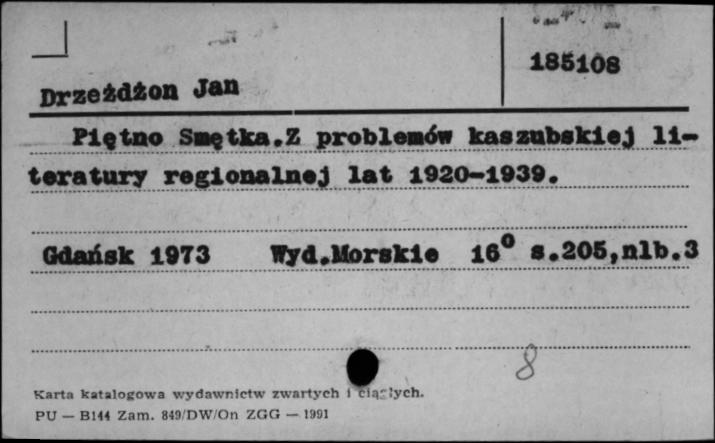 185108
Drzeżdżon Jan
Piętno Smętka.Z problemów kaszubskiej li-
teratury regionalnej lat 1920-1939.
Gdańsk 1973 Wyd.Morskie 16° s.205,nlb.3
8
Karta katalogowa wydawnictw zwartych i ciągłych.
PU — B144 Zam. 849/DW/On ZGG — 1991